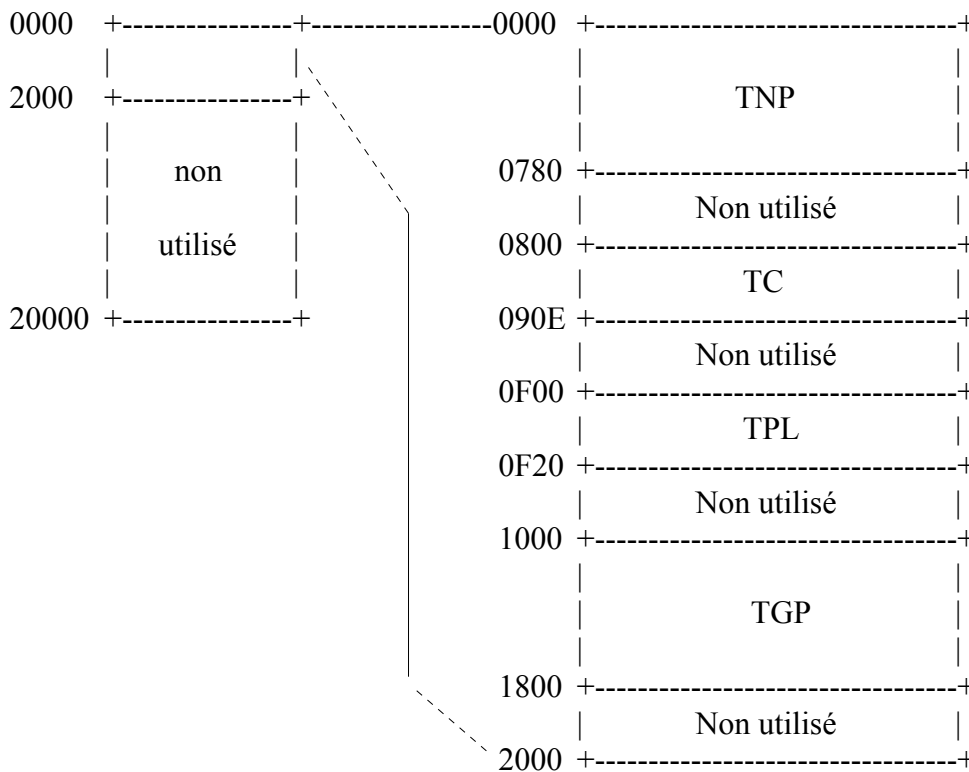 0000 +-----------------+------------------0000 +------------------------------------+
| | | |
2000 +-----------------+ | TNP |
| | | |
| non | 0780 +------------------------------------+
| | | Non utilisé |
| utilisé | 0800 +------------------------------------+
| | | TC |
20000 +-----------------+ 090E +------------------------------------+
| Non utilisé |
0F00 +------------------------------------+
| TPL |
0F20 +------------------------------------+
| Non utilisé |
1000 +------------------------------------+
| |
| TGP |
| |
1800 +------------------------------------+
| Non utilisé |
2000 +------------------------------------+